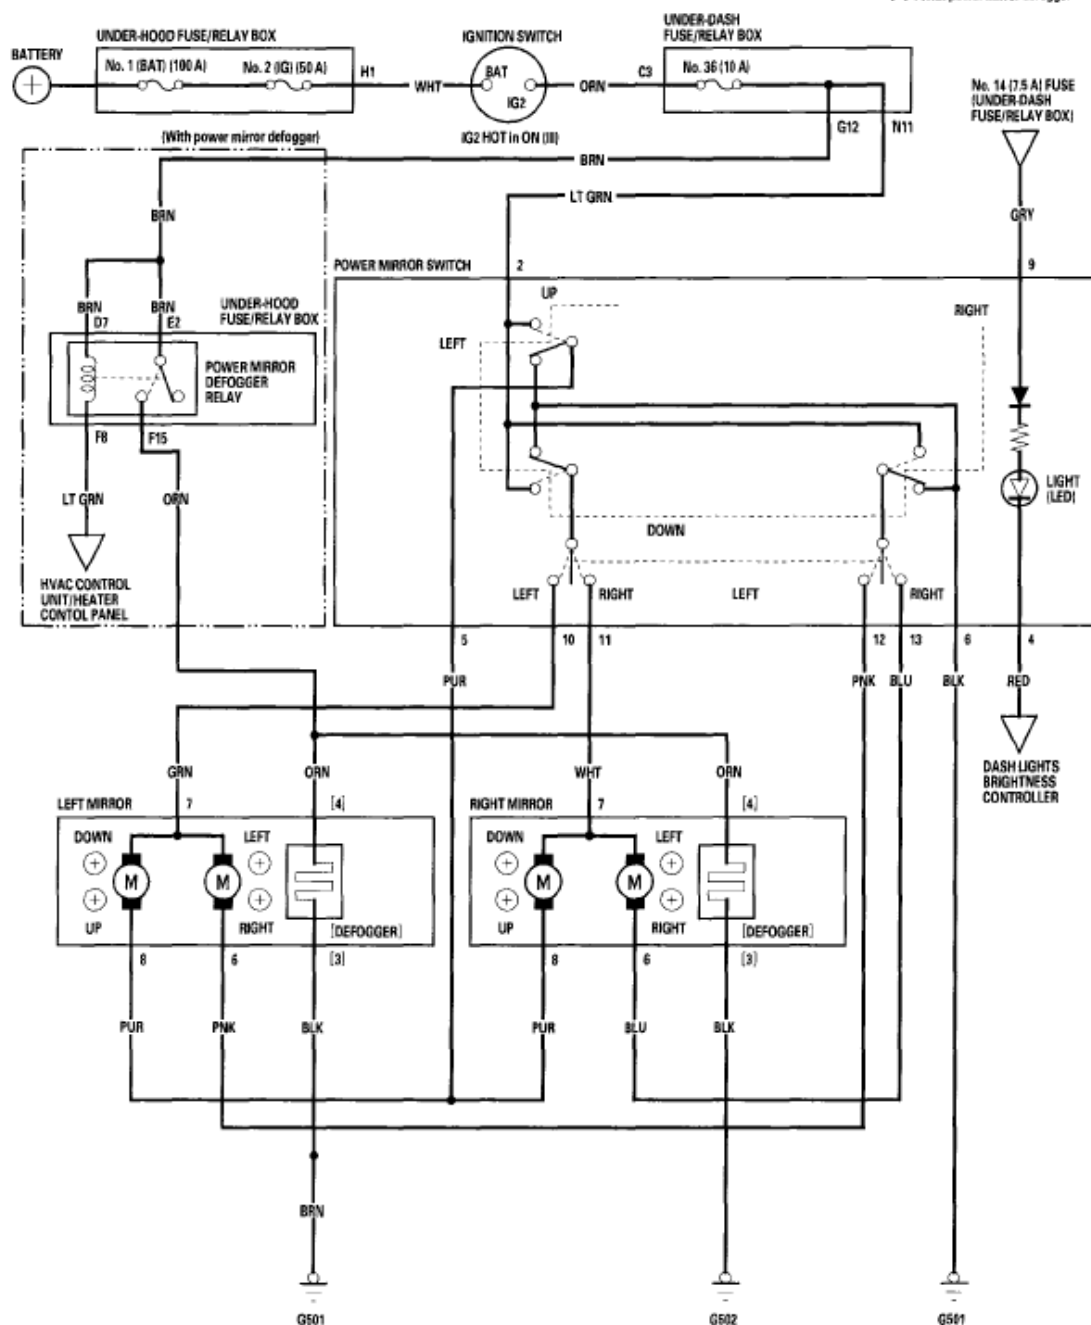 BATTERY
UNDER-HOOD FUSE/RELAY BOX
No. 1 (BAT) (100 A)
No. 2 (IG) (50 A)
H1
WHT
IGNITION SWITCH
BAT
IG2
IG2 HOT in ON (III)
ORN
C3
UNDER-DASH
FUSE/RELAY BOX
No. 36 (10 A)
G12
N11
No. 14 (7.5 A) FUSE
(UNDER-DASH
FUSE/RELAY BOX)
(With power mirror defogger)
BRN
LT GRN
GRY
BRN
POWER MIRROR SWITCH
2
9
BRN
D7
BRN
E2
UNDER-HOOD
FUSE/RELAY BOX
POWER MIRROR
DEFOGGER
RELAY
F8
F15
LT GRN
ORN
HVAC CONTROL
UNIT/HEATER
CONTOL PANEL
UP
LEFT
RIGHT
DOWN
LIGHT
(LED)
LEFT
RIGHT
LEFT
RIGHT
5
10
11
12
13
6
4
PUR
PNK
BLU
BLK
RED
DASH LIGHTS
BRIGHTNESS
CONTROLLER
GRN
ORN
WHT
ORN
LEFT MIRROR
7
[4]
RIGHT MIRROR
7
[4]
DOWN
LEFT
M
M
UP
RIGHT
[DEFOGGER]
DOWN
LEFT
M
M
UP
RIGHT
[DEFOGGER]
8
6
[3]
8
6
[3]
PUR
PNK
BLK
PUR
BLU
BLK
BRN
G501
G502
G501